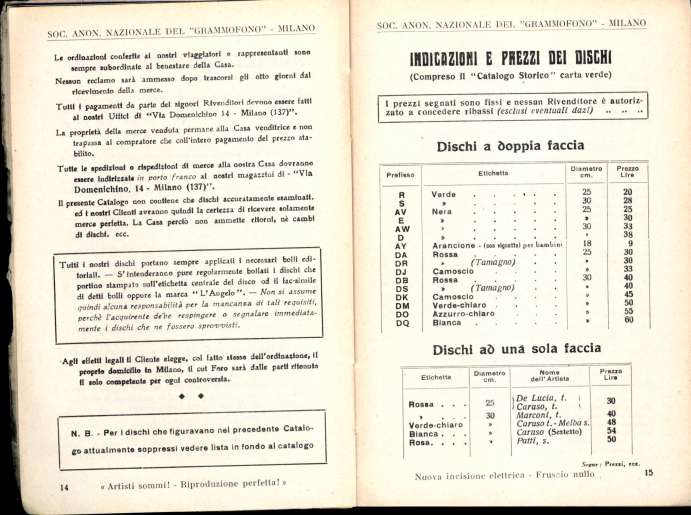 SOC. ANON. NAZIONALE DEL "GRAMMOFONO" - MILANO
Le ordinazioni conferite ai nostri viaggiatori o rappresentanti sono
sempre subordinate al benestare della Casa.
Nessun reclamo sarà ammesso dopo trascorsi gli otto giorni dal
ricevimento della merce.
Tutti i pagamenti da parte dei signori Rivenditori devono essere fatti
ai nostri Uffici di "Via Domenichino 14 - Milano (137)".
La proprietà della merce venduta permane alla Casa venditrice e non
trapassa al compratore che coll'intero pagamento del prezzo sta-
bilito.
Tutte le spedizioni o rispedizioni di merce alla nostra Casa dovranno
essere indirizzate in porto franco ai nostri magazzini di - "Via
Domenichino, 14 - Milano (137)".
Il presente Catalogo non contiene che dischi accuratamente esaminati,
ed i nostri Clienti avranno quindi la certezza di ricevere solamente
merce perfetta. La Casa perciò non ammette ritorni, nè cambi
di dischi. ecc.
Tutti i nostri dischi portano sempre applicati i necessari bolli edi-
toriali. — S'intenderanno pure regolarmente bollati i dischi che
portino stampato sull'etichetta centrale del disco od il fac-simile
di detti bolli oppure la marca "L'Angelo". — Non si assume
quindi alcuna responsabilità per la mancanza di tali requisiti,
perchè l'acquirente debbe respingere o segnalare immediata-
mente i dischi che ne fossero sprovvisti.
Agli effetti legali il Cliente elegge, col fatto stesso dell'ordinazione, il
proprio domicilio in Milano, il cui Foro sarà dalle parti ritenuto
il solo competente per ogni controversia.
N. B. - Per i dischi che figuravano nel precedente Catalo-
go attualmente soppressi vedere lista in fondo al catalogo
14 « Artisti sommi! - Riproduzione perfetta! »
SOC. ANON. NAZIONALE DEL "GRAMMOFONO" - MILANO
INDICAZIONI E PREZZI DEI DISCHI
(Compreso il "Catalogo Storico" carta verde)
I prezzi segnati sono fissi e nessun Rivenditore è autoriz-
zato a concedere ribassi (esclusi eventuali dazi) .. .. ..
Dischi a doppia faccia
Prefisso Etichetta Diametro cm. Prezzo Lire
R Verde . . . . . . 25 20
S » . . . . . . 30 28
AV Nera . . . . . . 25 25
E » . . . . . . » 30
AW » . . . . . . 30 33
D » . . . . . . » 38
AY Arancione - (con vignetta) per bambini 18 9
DA Rossa . . . . . . 25 30
DR » (Tamagno) . . . » 30
DJ Camoscio . . . . . » 33
DB Rossa . . . . . . 30 40
DS » (Tamagno) . . . » 40
DK Camoscio . . . . . » 45
DM Verde-chiaro . . . . » 50
DO Azzurro-chiaro . . . . » 55
DQ Bianca . . . . . . » 60
Dischi ad una sola faccia
Etichetta Diametro cm. Nome dell'Artista Prezzo Lire
Rossa . . . 25 De Lucia, t. Caruso, t. 30
» . . . 30 Marconi, t. 40
Verde-chiaro » Caruso t. - Melba s. 48
Bianca . . . » Caruso (Sestetto) 54
Rosa. . . . » Patti, s. 50
Segue: Prezzi, ecc.
Nuova incisione elettrica - Fruscio nullo 15